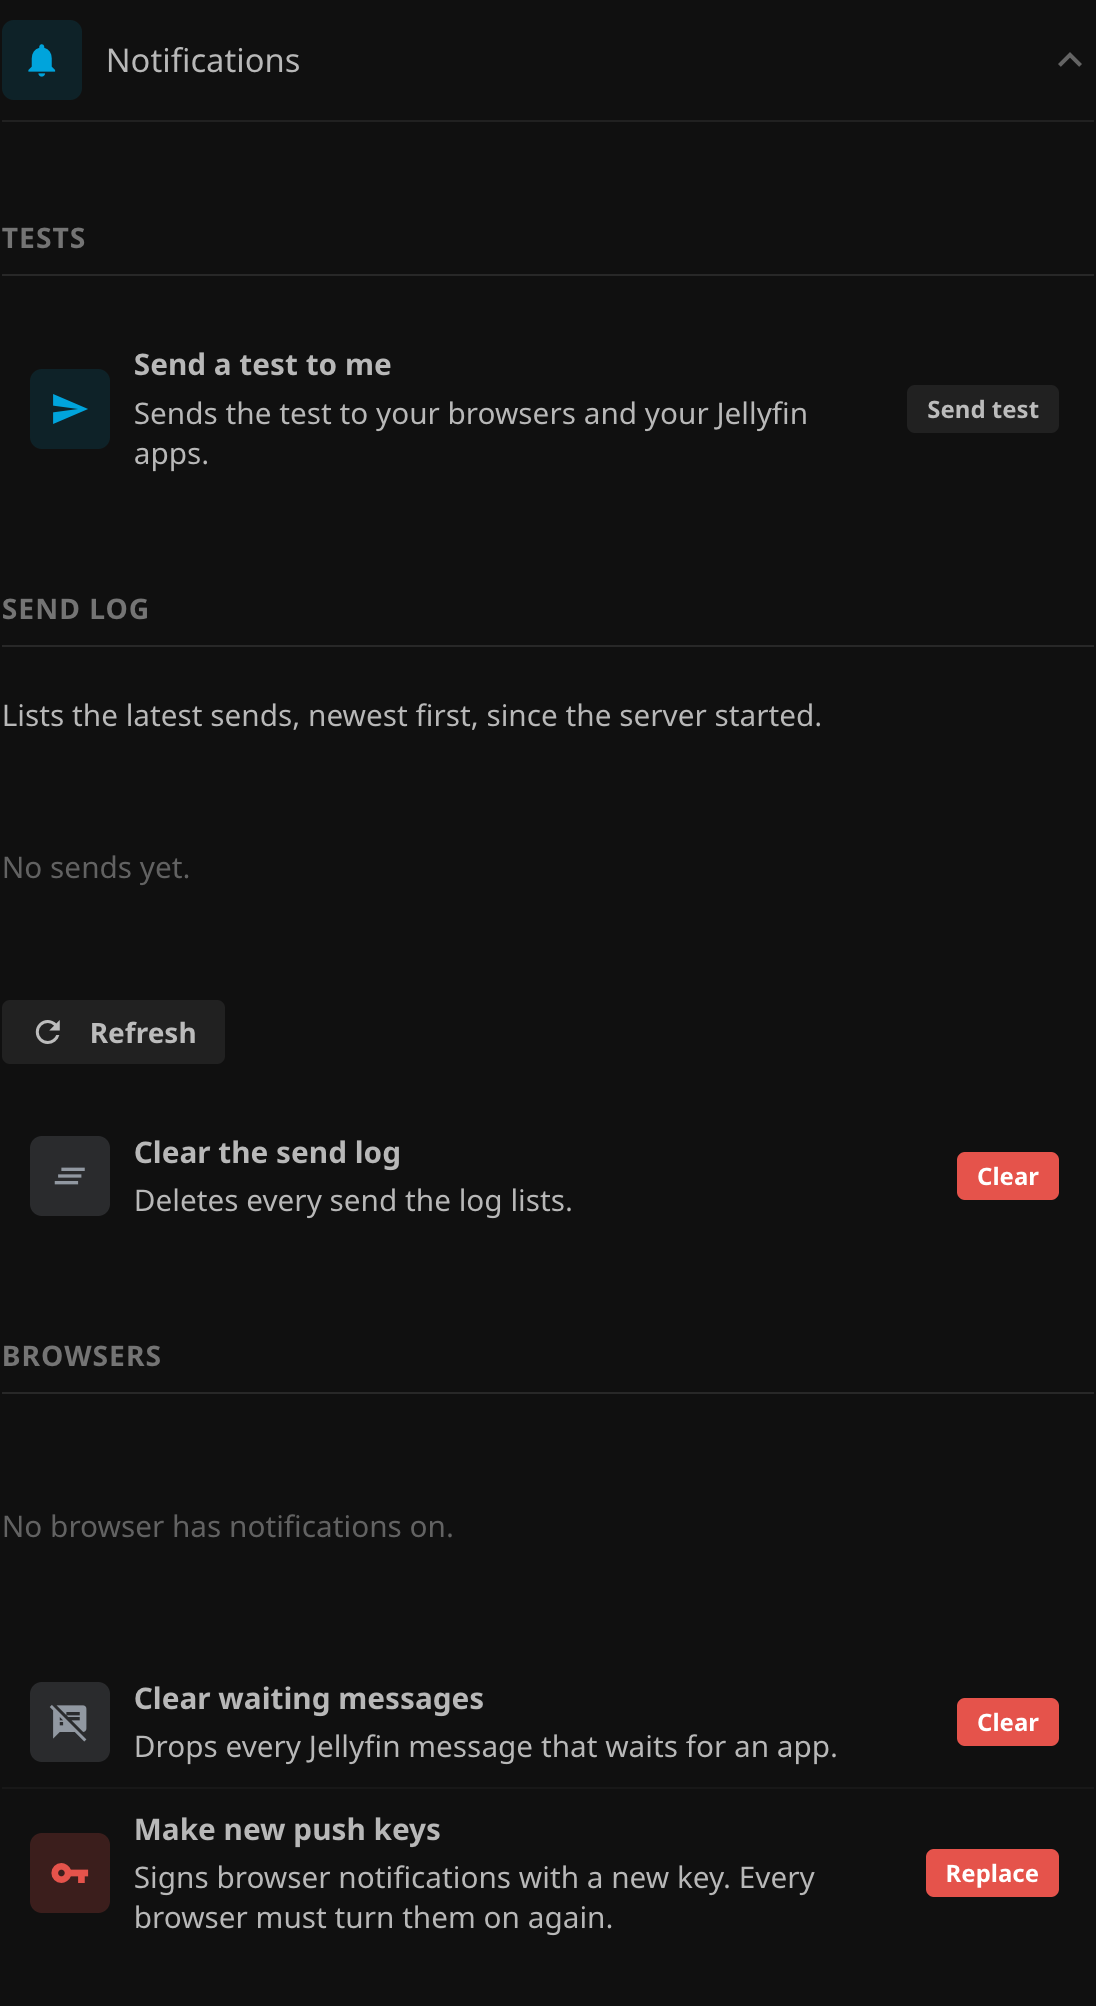 Notifications
TESTS
Send a test to me
Sends the test to your browsers and your Jellyfin
apps.
Send test
SEND LOG
Lists the latest sends, newest first, since the server started.
No sends yet.
Refresh
Clear the send log
Deletes every send the log lists.
Clear
BROWSERS
No browser has notifications on.
Clear waiting messages
Drops every Jellyfin message that waits for an app.
Clear
Make new push keys
Signs browser notifications with a new key. Every
browser must turn them on again.
Replace